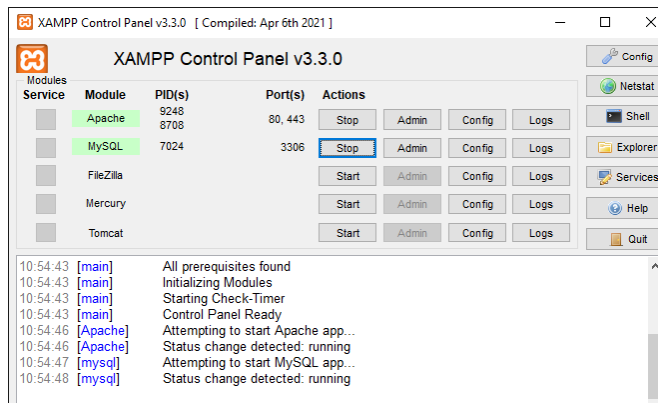 XAMPP Control Panel v3.3.0 [ Compiled: Apr 6th 2021 ]
XAMPP Control Panel v3.3.0
Config
Modules
Service Module PID(s) Port(s) Actions
Netstat
Apache 9248 8708 80, 443 Stop Admin Config Logs
Shell
MySQL 7024 3306 Stop Admin Config Logs
Explorer
FileZilla Start Admin Config Logs
Services
Mercury Start Admin Config Logs
Help
Tomcat Start Admin Config Logs
Quit
10:54:43 [main] All prerequisites found
10:54:43 [main] Initializing Modules
10:54:43 [main] Starting Check-Timer
10:54:43 [main] Control Panel Ready
10:54:46 [Apache] Attempting to start Apache app...
10:54:46 [Apache] Status change detected: running
10:54:47 [mysql] Attempting to start MySQL app...
10:54:48 [mysql] Status change detected: running